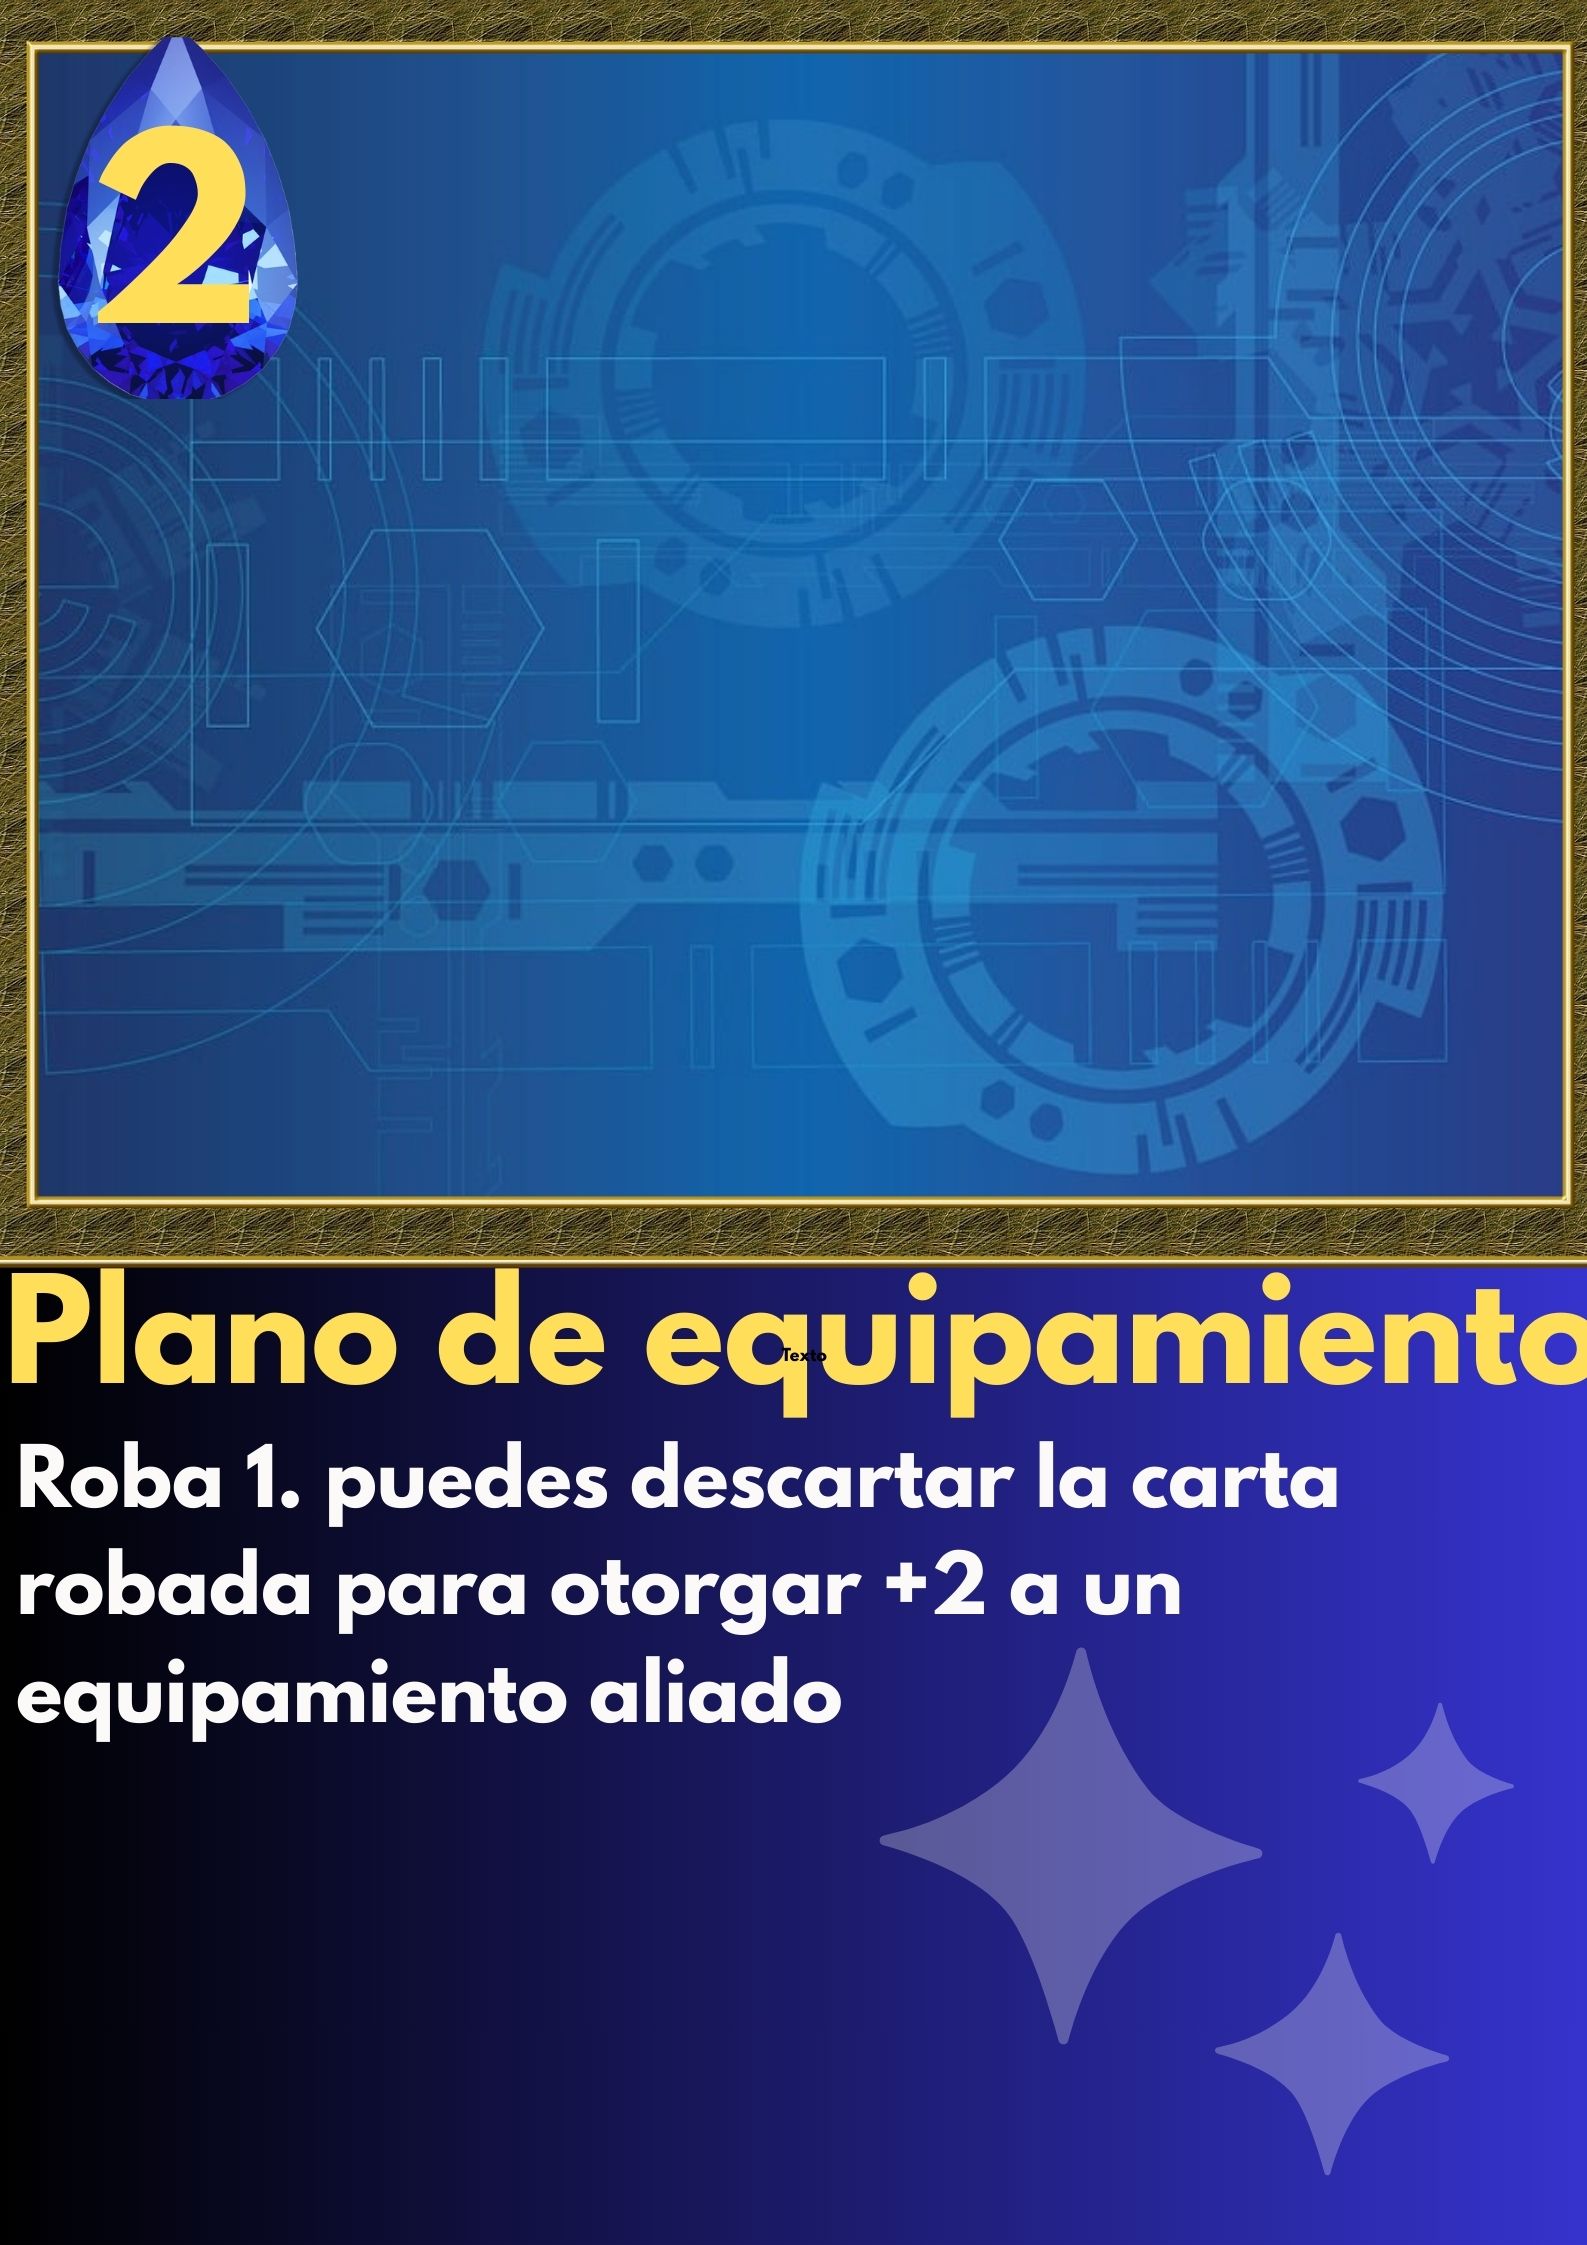 2
Plano de equipamiento
Texto
Roba 1. puedes descartar la carta
robada para otorgar +2 a un
equipamiento aliado